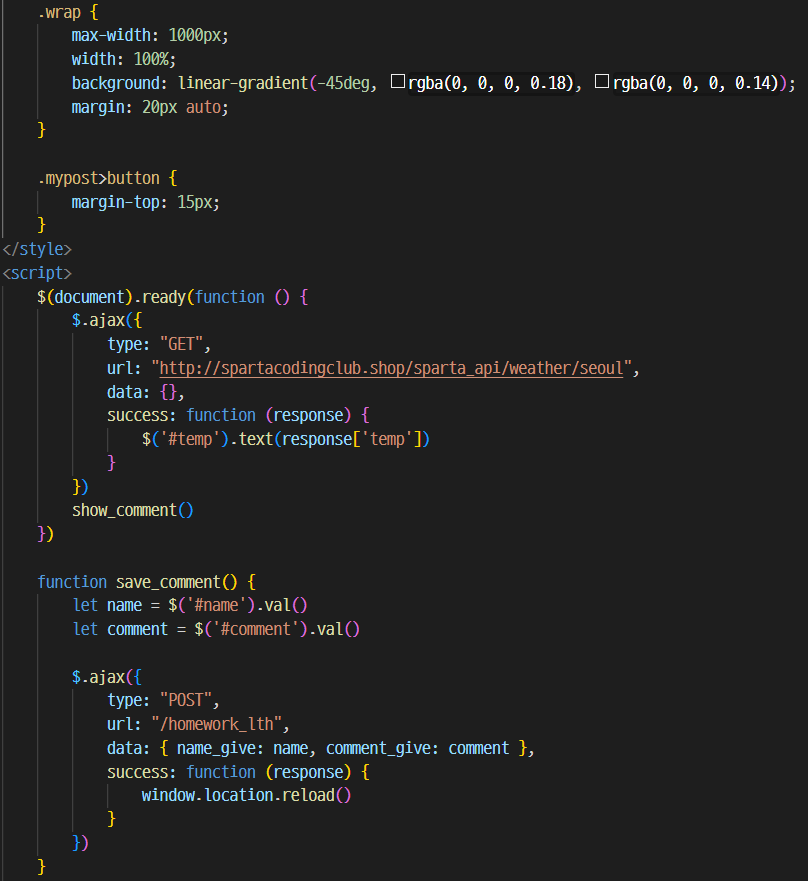 .wrap {
max-width: 1000px;
width: 100%;
background: linear-gradient(-45deg, rgba(0, 0, 0, 0.18), rgba(0, 0, 0, 0.14));
margin: 20px auto;
}
.mypost>button {
margin-top: 15px;
}
</style>
<script>
$(document).ready(function () {
$.ajax({
type: "GET",
url: "http://spartacodingclub.shop/sparta_api/weather/seoul",
data: {},
success: function (response) {
$('#temp').text(response['temp'])
}
})
show_comment()
})
function save_comment() {
let name = $('#name').val()
let comment = $('#comment').val()
$.ajax({
type: "POST",
url: "/homework_lth",
data: { name_give: name, comment_give: comment },
success: function (response) {
window.location.reload()
}
})
}